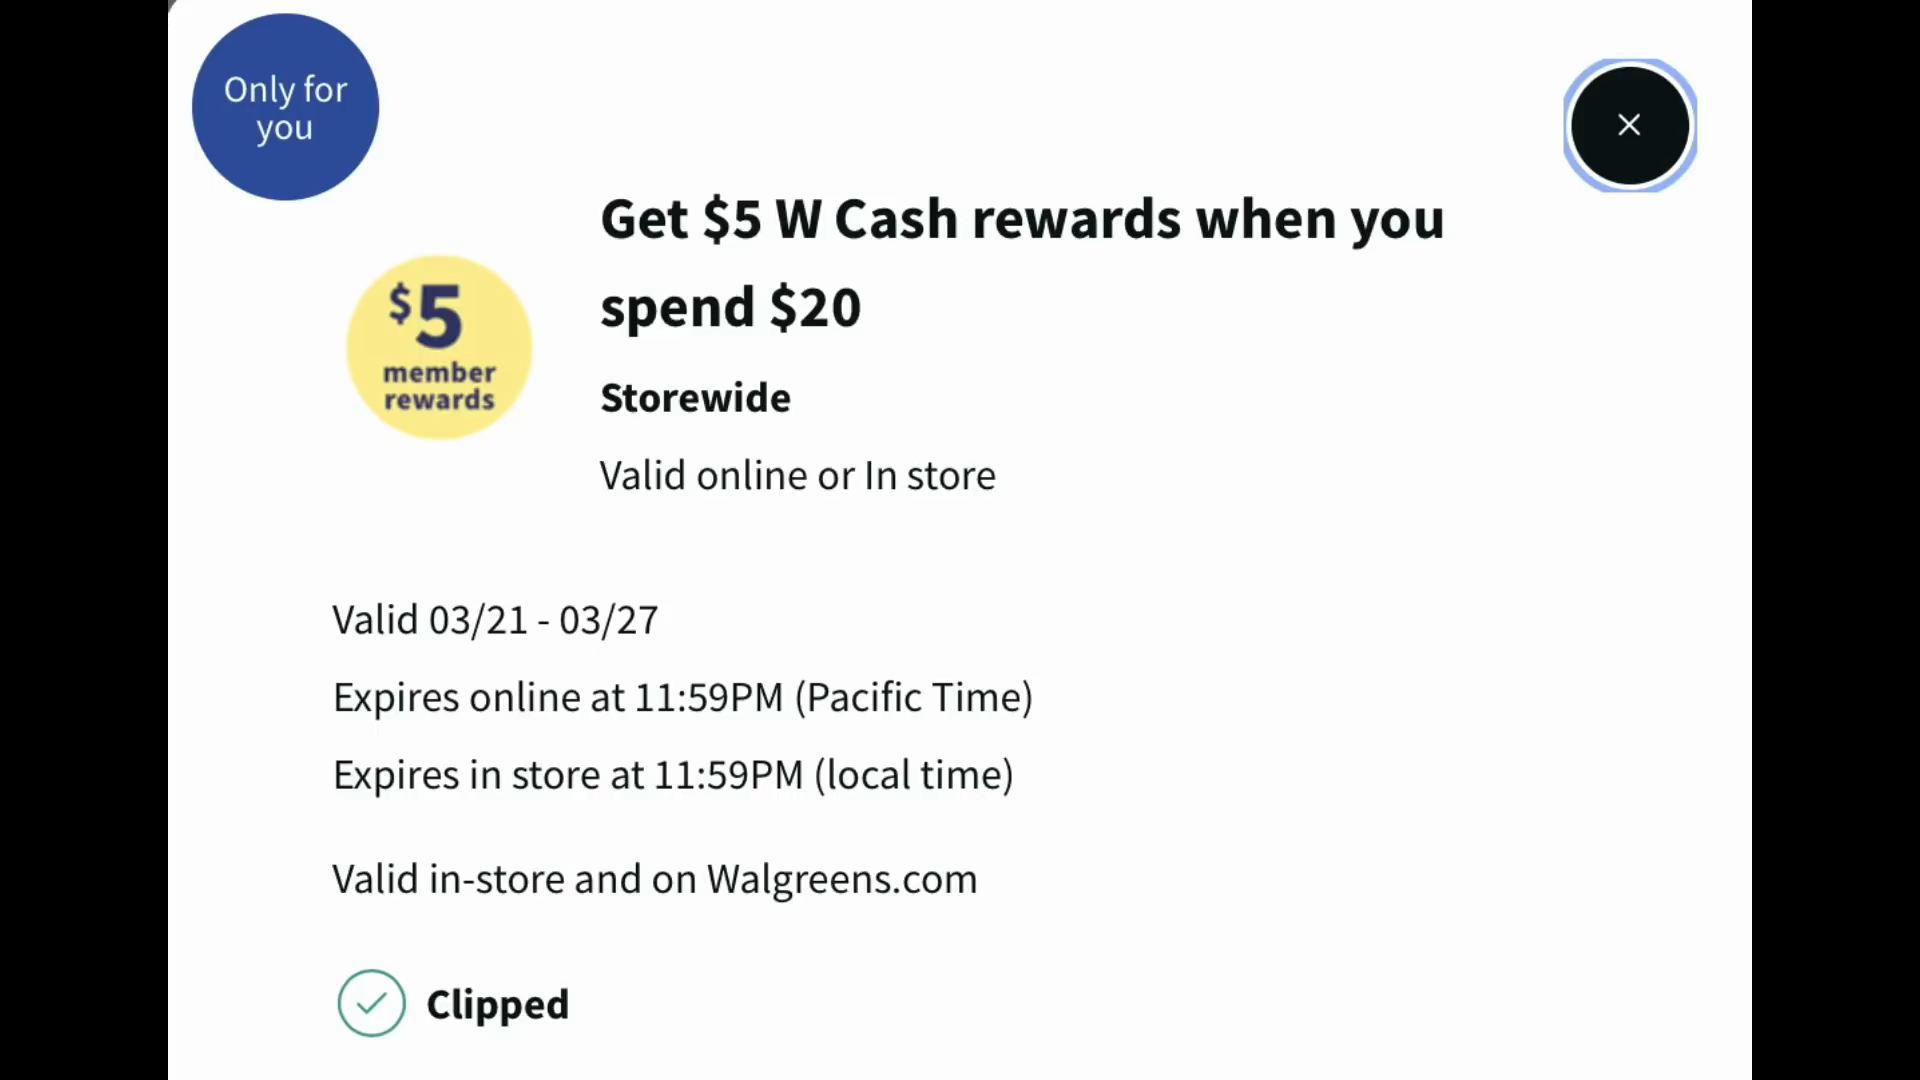 Only for
you
Get $5 W Cash rewards when you
spend $20
$5
member
rewards
Storewide
Valid online or In store
Valid 03/21 - 03/27
Expires online at 11:59PM (Pacific Time)
Expires in store at 11:59PM (local time)
Valid in-store and on Walgreens.com
Clipped